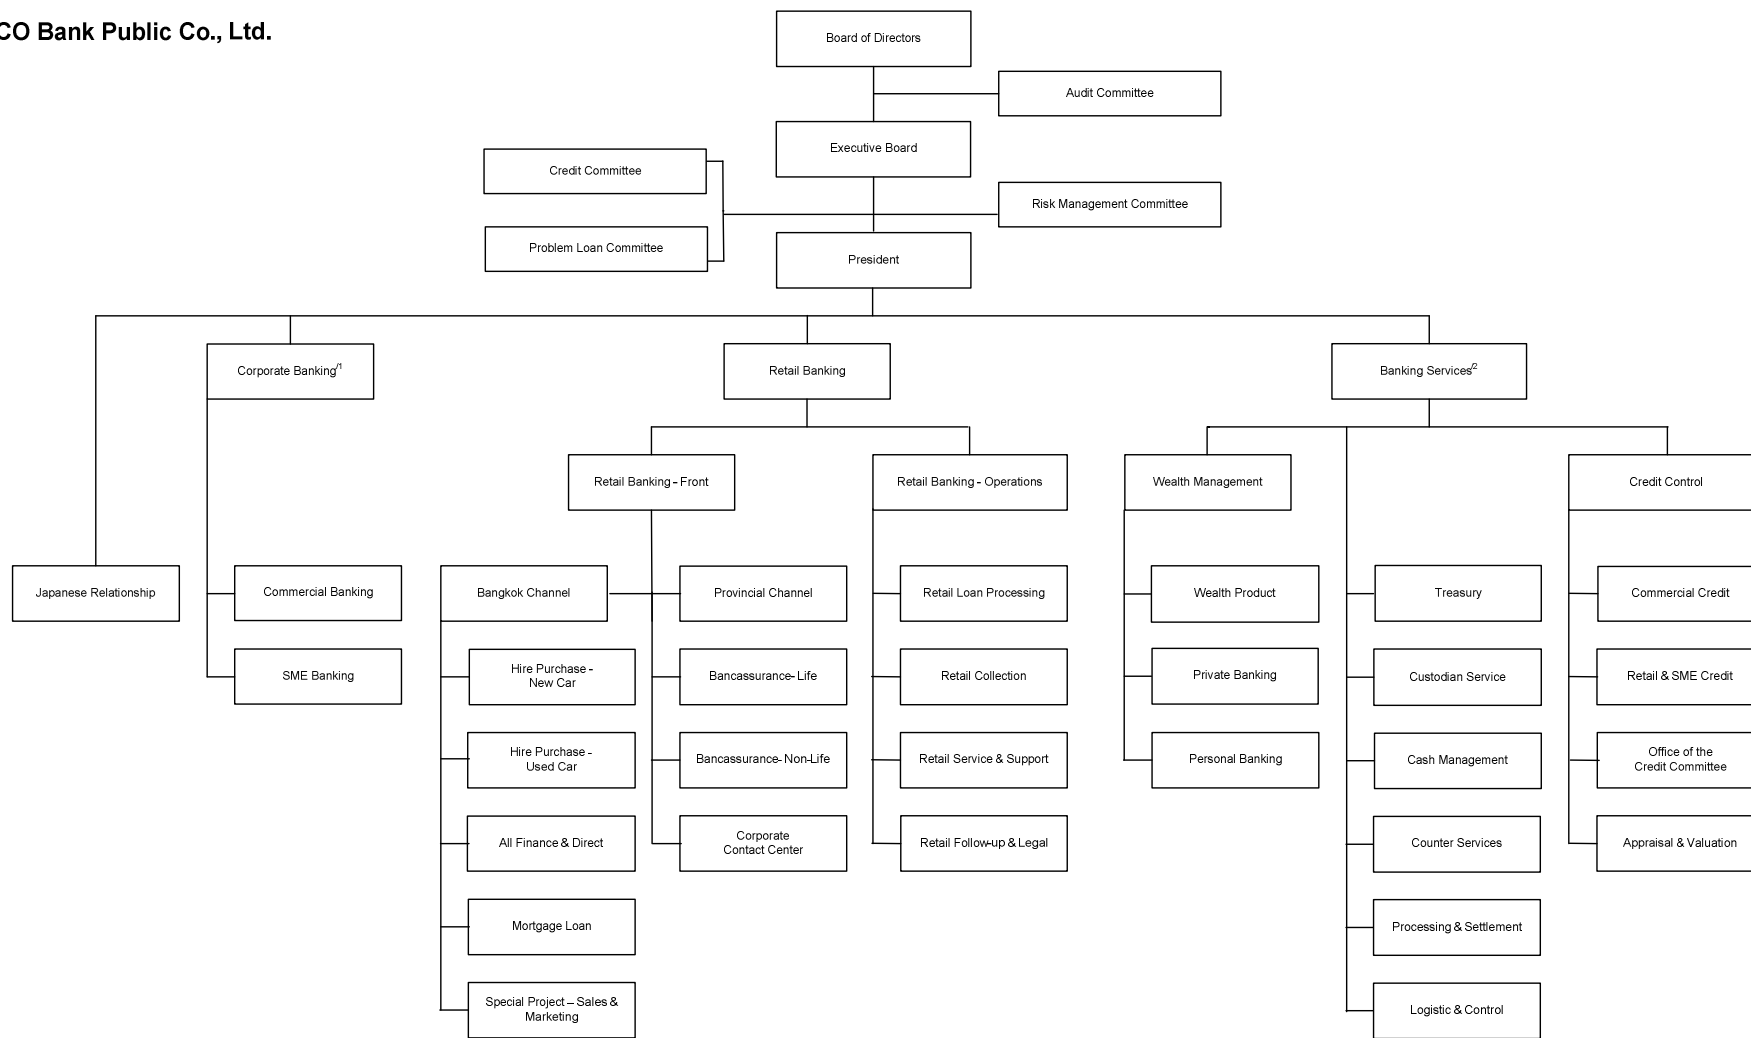 CO Bank Public Co., Ltd.
Board of Directors
Audit Committee
Executive Board
Credit Committee
Risk Management Committee
Problem Loan Committee
President
Corporate Banking/1
Retail Banking
Banking Services/2
Retail Banking - Front
Retail Banking - Operations
Wealth Management
Credit Control
Japanese Relationship
Commercial Banking
Bangkok Channel
Provincial Channel
Retail Loan Processing
Wealth Product
Treasury
Commercial Credit
SME Banking
Hire Purchase -
New Car
Bancassurance- Life
Retail Collection
Private Banking
Custodian Service
Retail & SME Credit
Hire Purchase -
Used Car
Bancassurance- Non-Life
Retail Service & Support
Personal Banking
Cash Management
Office of the
Credit Committee
All Finance & Direct
Corporate
Contact Center
Retail Follow-up & Legal
Counter Services
Appraisal & Valuation
Mortgage Loan
Processing & Settlement
Special Project – Sales &
Marketing
Logistic & Control